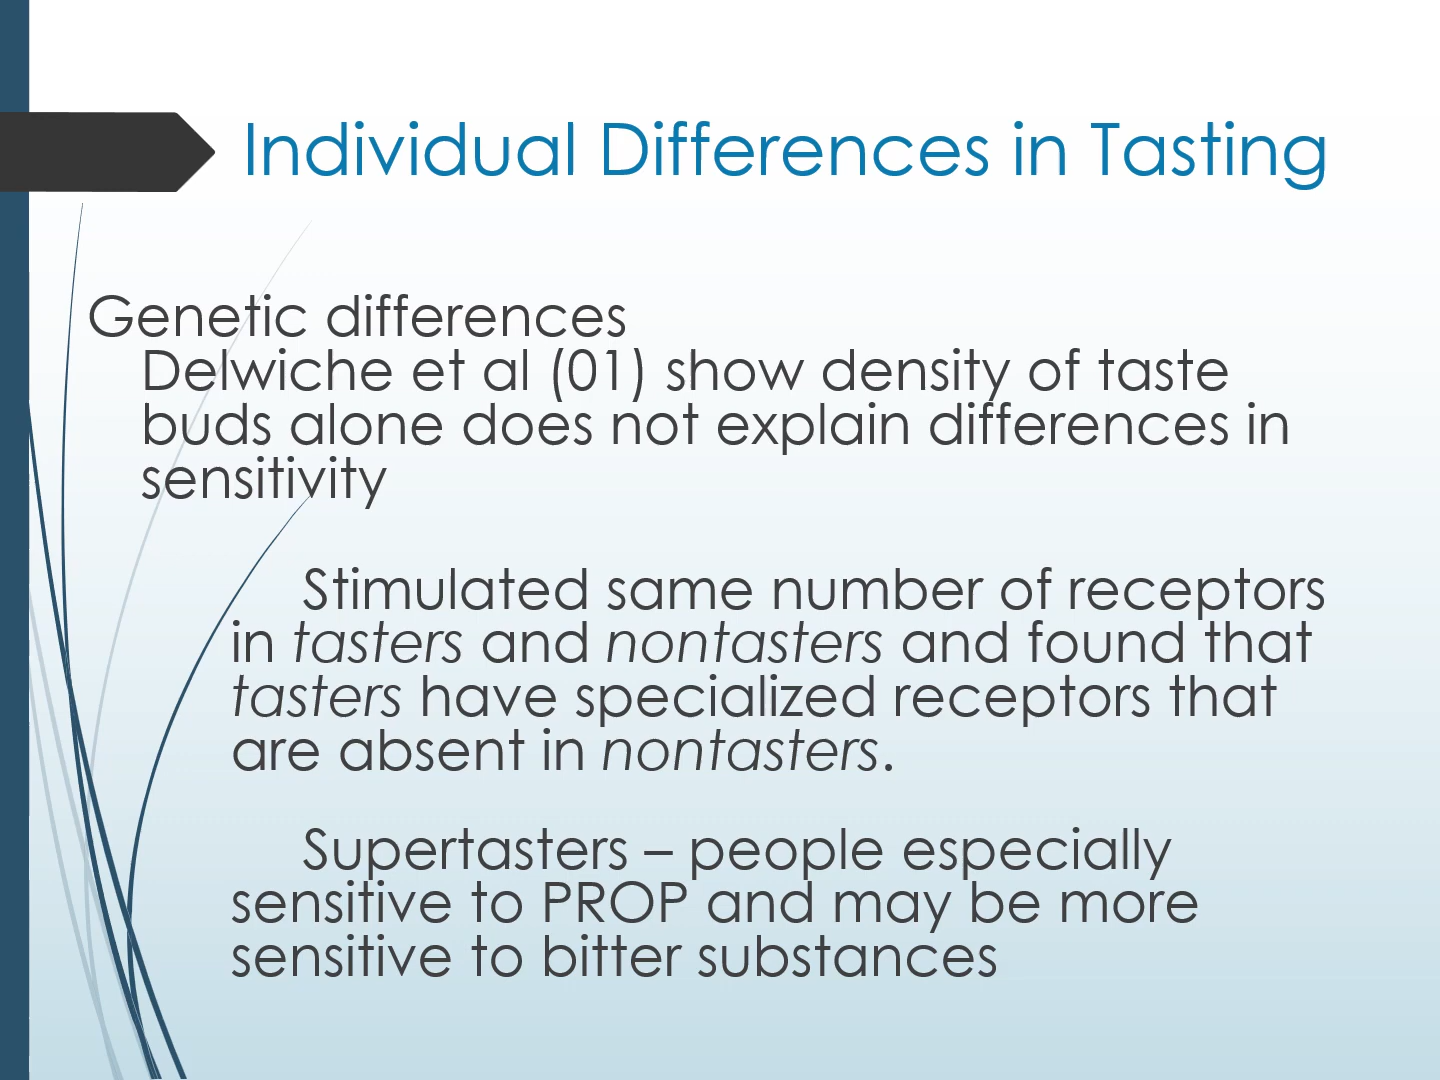 Individual Differences in Tasting
Genetic differences
Delwiche et al (01) show density of taste
buds alone does not explain differences in
sensitivity
Stimulated same number of receptors
in tasters and nontasters and found that
tasters have specialized receptors that
are absent in nontasters.
Supertasters – people especially
sensitive to PROP and may be more
sensitive to bitter substances